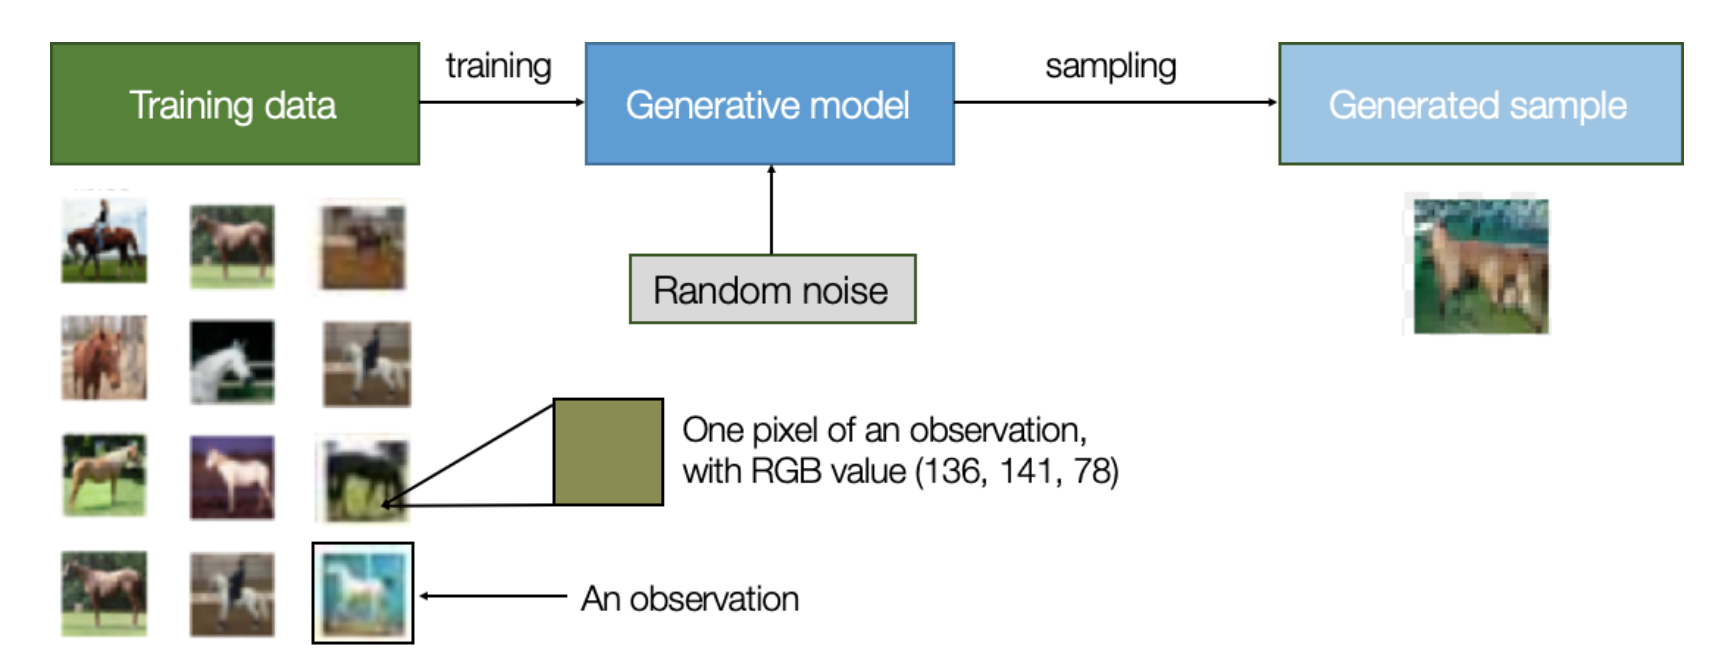 Training data
training
Generative model
sampling
Generated sample
Random noise
One pixel of an observation,
with RGB value (136, 141, 78)
An observation